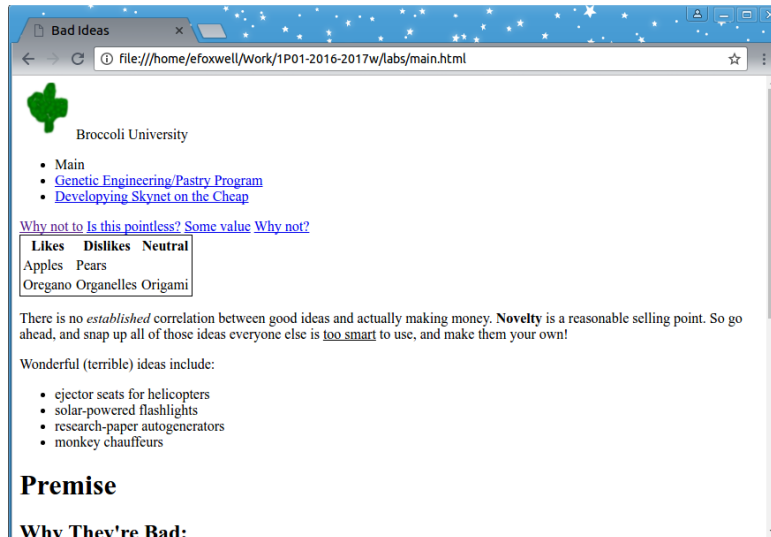 Bad Ideas
file:///home/efoxwell/Work/1P01-2016-2017w/labs/main.html
Broccoli University
Main
Genetic Engineering/Pastry Program
Developying Skynet on the Cheap
Why not to Is this pointless? Some value Why not?
Likes Dislikes Neutral
Apples Pears
Oregano Organelles Origami
There is no established correlation between good ideas and actually making money. Novelty is a reasonable selling point. So go
ahead, and snap up all of those ideas everyone else is too smart to use, and make them your own!
Wonderful (terrible) ideas include:
ejector seats for helicopters
solar-powered flashlights
research-paper autogenerators
monkey chauffeurs
Premise
Why They're Bad: